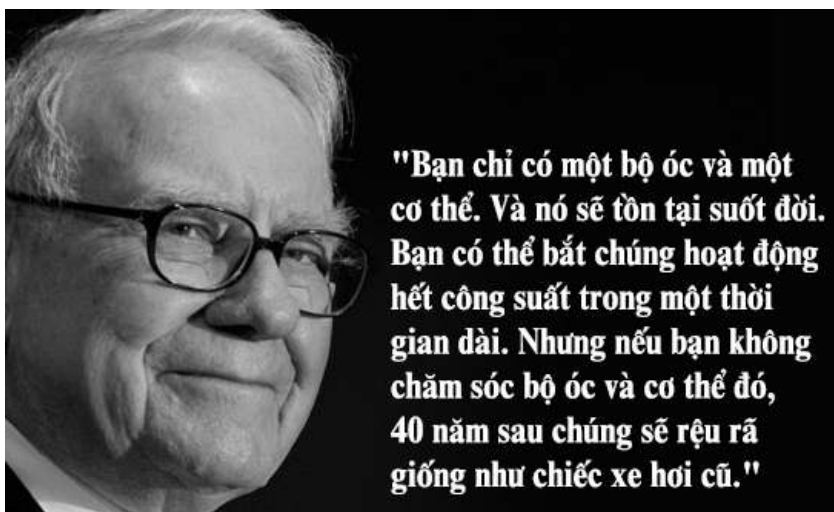 "Bạn chỉ có một bộ óc và một
cơ thể. Và nó sẽ tồn tại suốt đời.
Bạn có thể bắt chúng hoạt động
hết công suất trong một thời
gian dài. Nhưng nếu bạn không
chăm sóc bộ óc và cơ thể đó,
40 năm sau chúng sẽ rệu rã
giống như chiếc xe hơi cũ."